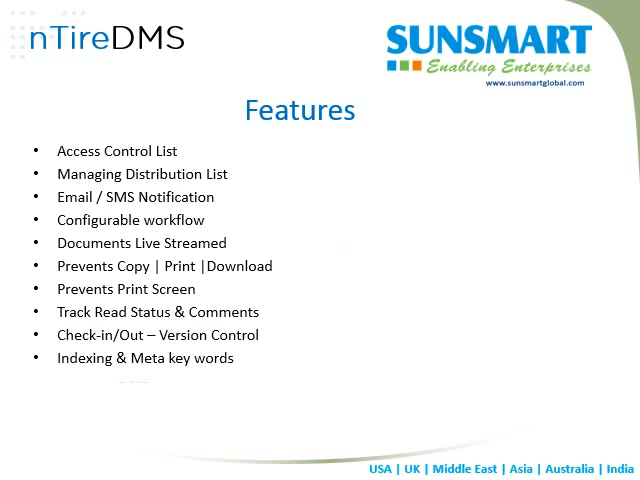 nTireDMS
SUNSMART
Enabling Enterprises
www.sunsmartglobal.com
Features
• Access Control List
• Managing Distribution List
• Email / SMS Notification
• Configurable workflow
• Documents Live Streamed
• Prevents Copy | Print |Download
• Prevents Print Screen
• Track Read Status & Comments
• Check-in/Out – Version Control
• Indexing & Meta key words
USA | UK | Middle East | Asia | Australia | India